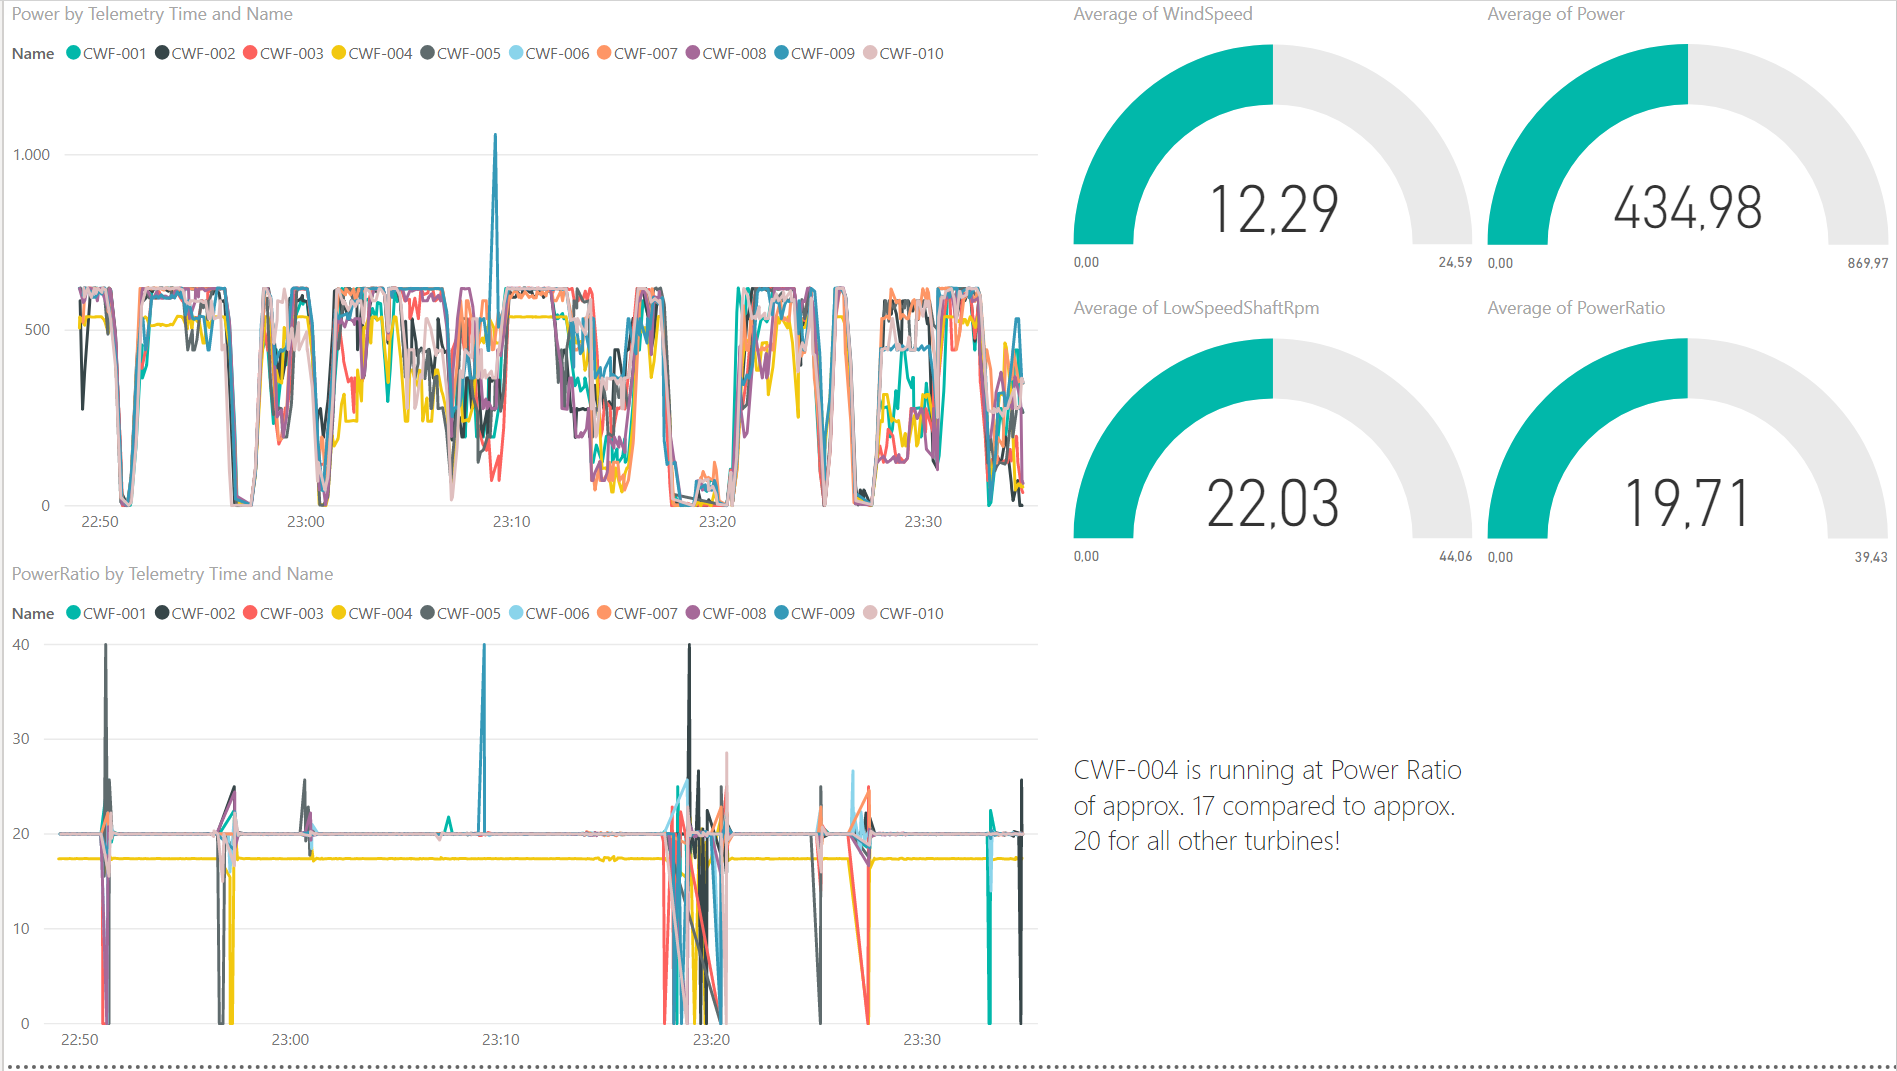 Power by Telemetry Time and Name
Name CWF-001 CWF-002 CWF-003 CWF-004 CWF-005 CWF-006 CWF-007 CWF-008 CWF-009 CWF-010
1.000
500
0
22:50 23:00 23:10 23:20 23:30
Average of WindSpeed
12,29
0,00 24,59
Average of Power
434,98
0,00 869,97
Average of LowSpeedShaftRpm
22,03
0,00 44,06
Average of PowerRatio
19,71
0,00 39,43
PowerRatio by Telemetry Time and Name
Name CWF-001 CWF-002 CWF-003 CWF-004 CWF-005 CWF-006 CWF-007 CWF-008 CWF-009 CWF-010
40
30
20
10
0
22:50 23:00 23:10 23:20 23:30
CWF-004 is running at Power Ratio
of approx. 17 compared to approx.
20 for all other turbines!